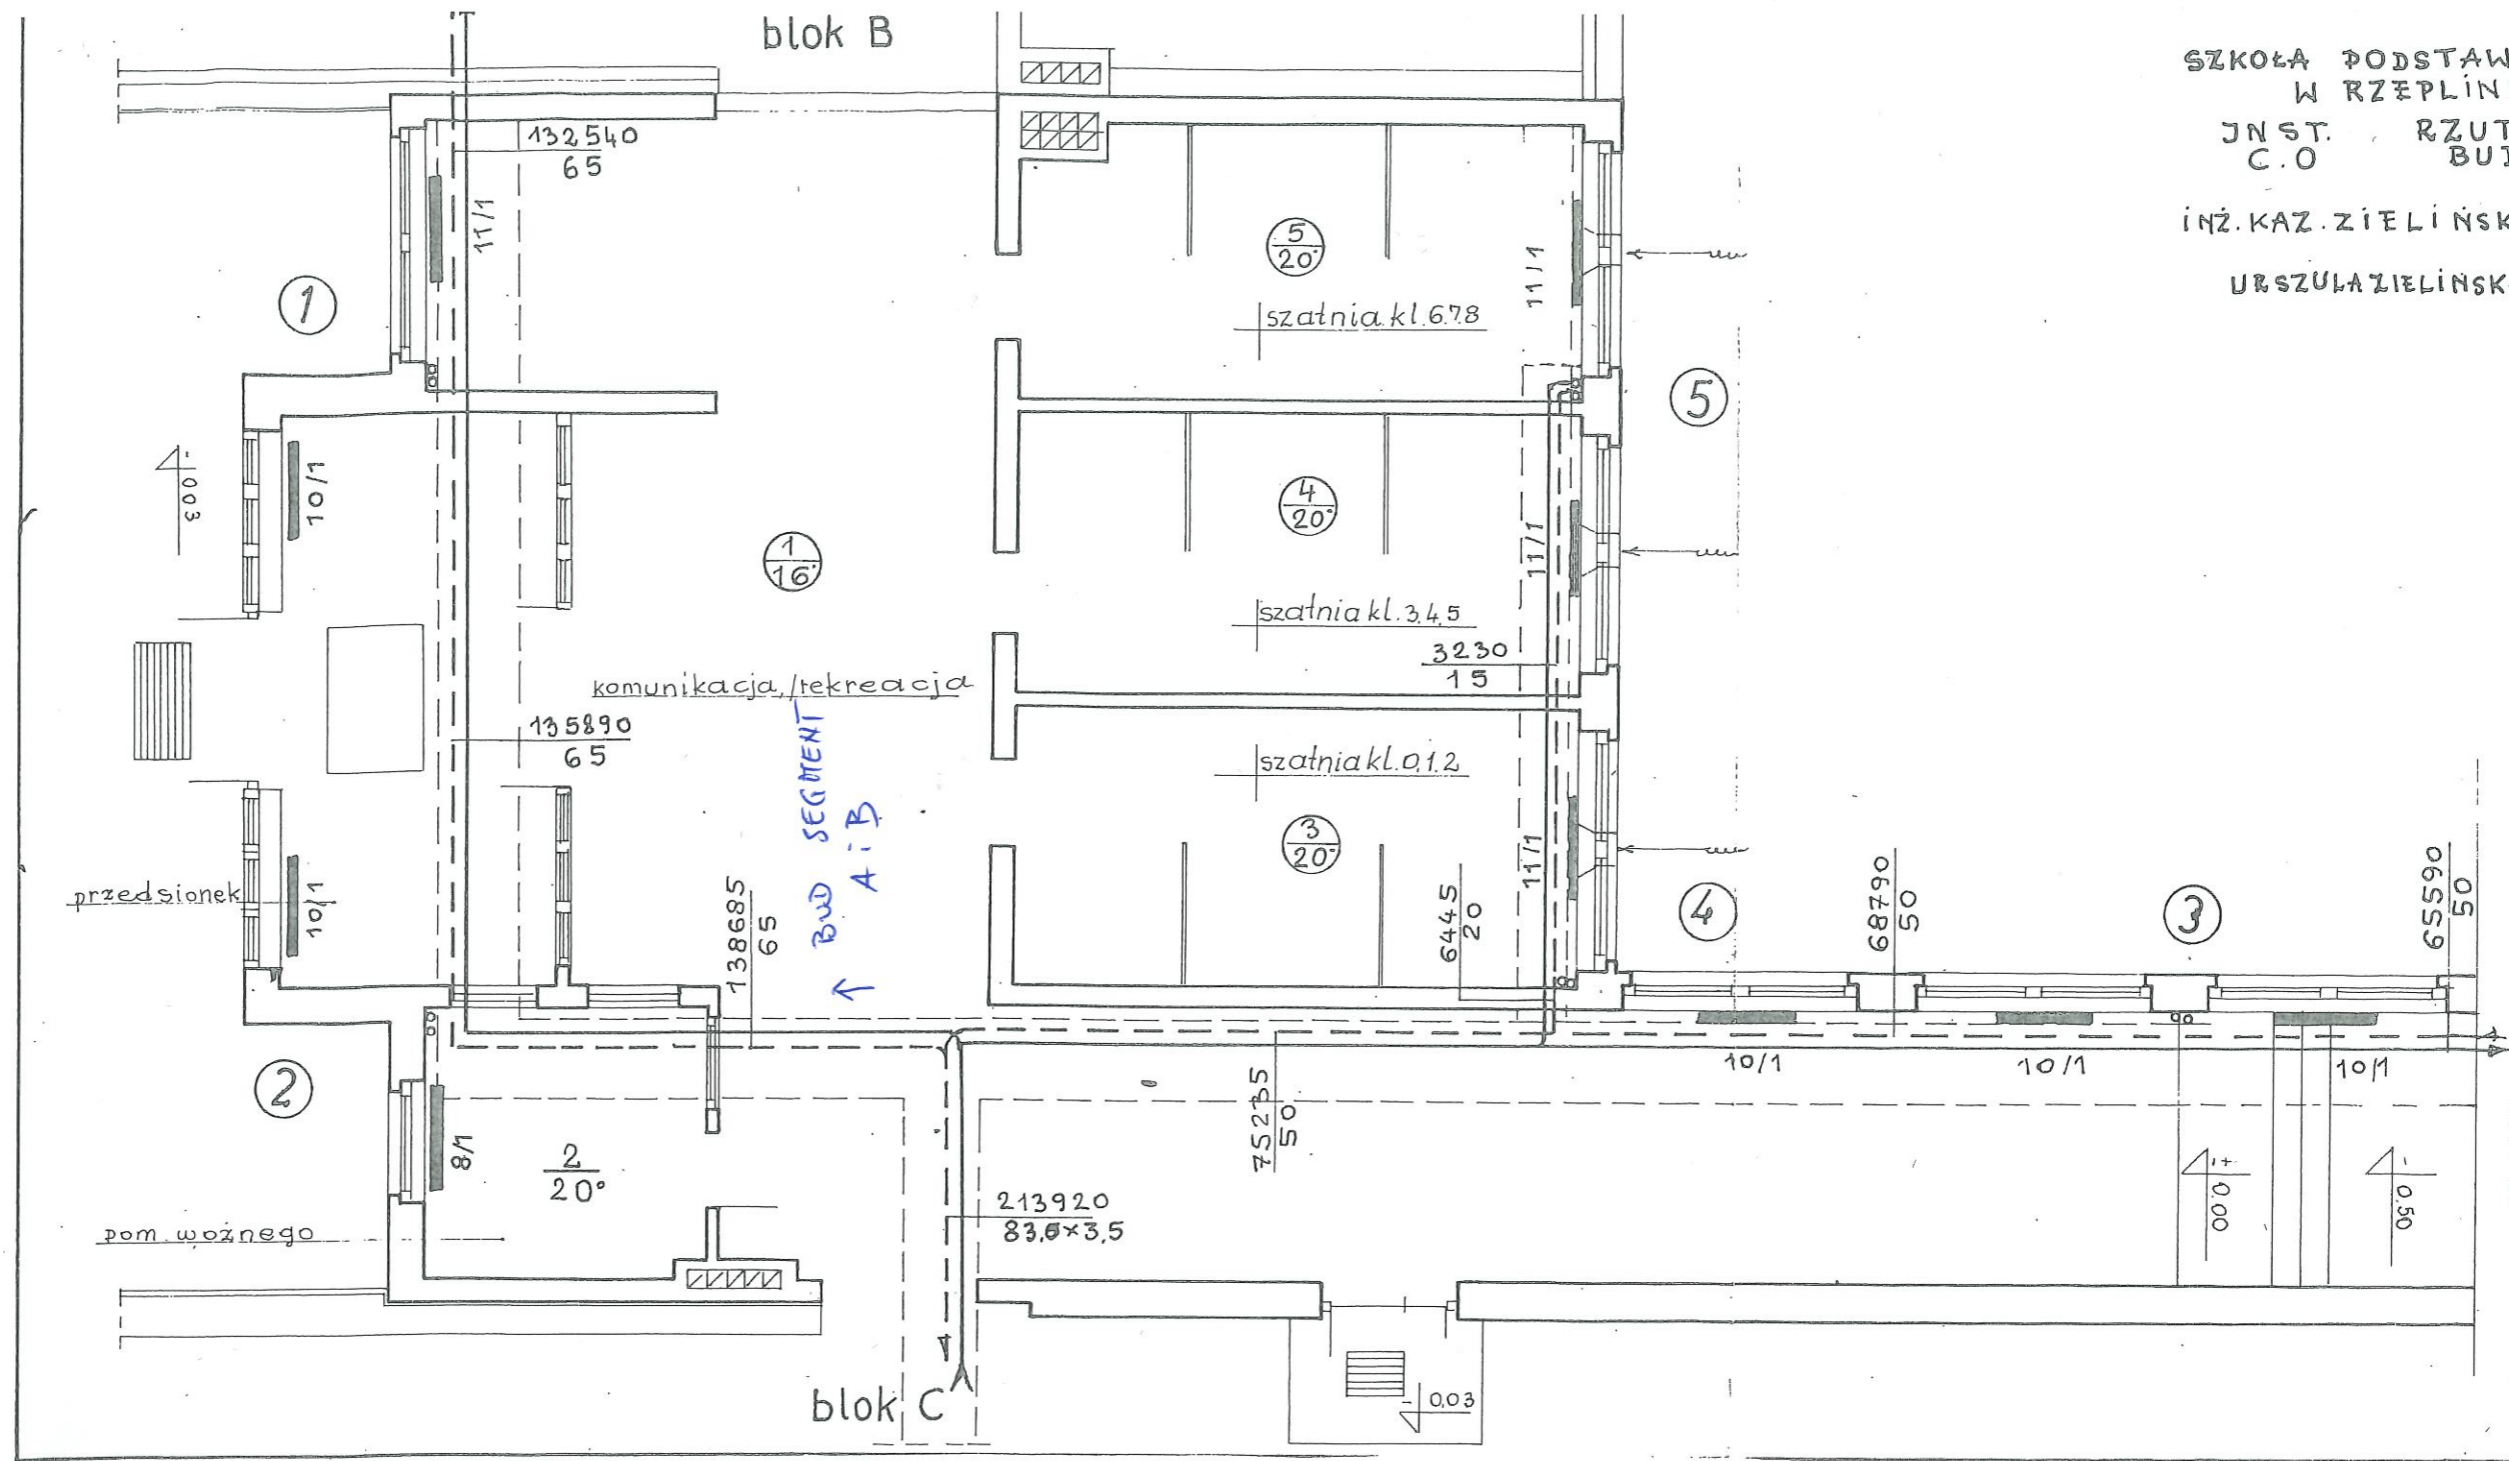 blok B
SZKOŁA PODSTAW
W RZEPLIN
INST. RZUT
C.O BUD
INŻ. KAZ. ZIELIŃSK
URSZULA ZIELIŃSK
132540
65
11/1
1
5
20°
11/1
szatnia kl. 6.7.8
5
-0.03
10/1
4
20°
11/1
1
16°
szatnia kl. 3.4.5
3230
15
komunikacja /rekreacja
135890
65
szatnia kl. 0.1.2
BUD SEGMENT
A i B
3
20°
11/1
przedsionek
10/1
138685
65
6445
20
4
68790
50
3
65590
50
2
8/1
2
20°
10/1
10/1
10/1
75235
50
213920
83,0×3,5
+0.00
-0.50
pom. woźnego
blok C
-0,03